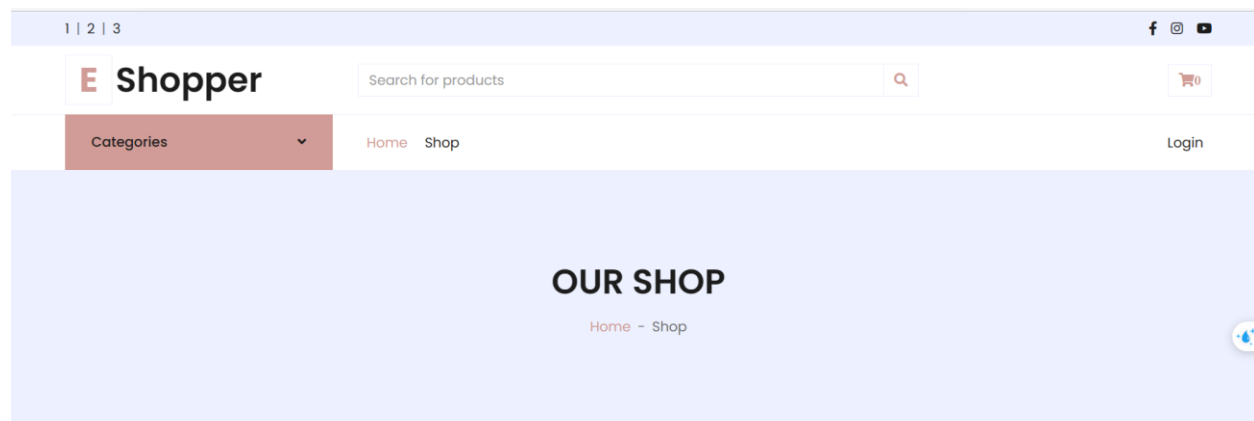 1 | 2 | 3
E Shopper
Search for products
0
Categories
Home Shop
Login
OUR SHOP
Home - Shop